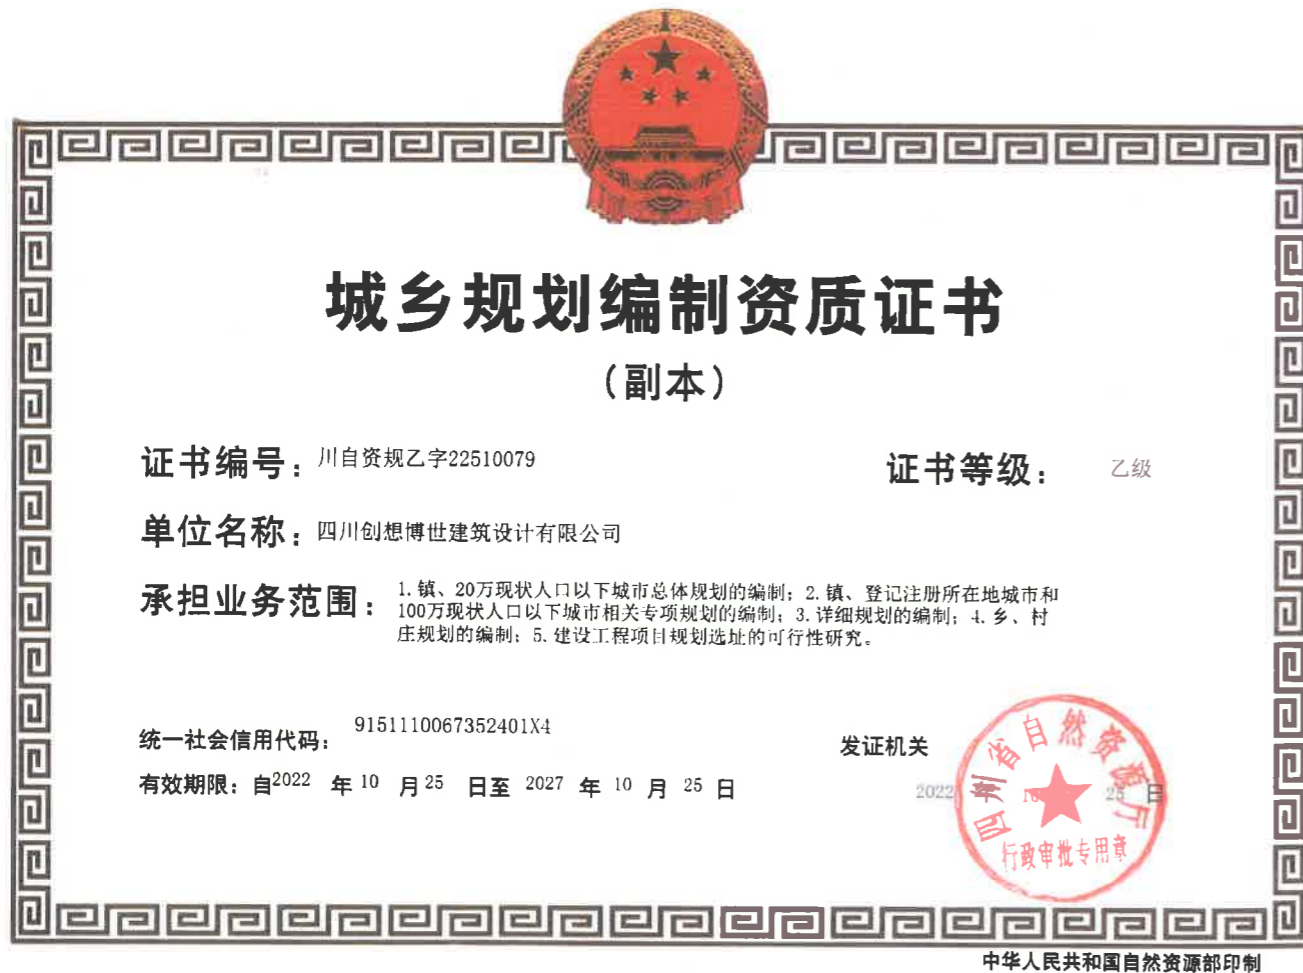 城乡规划编制资质证书
（副本）
证书编号：川自资规乙字22510079
证书等级：乙级
单位名称：四川创想博世建筑设计有限公司
承担业务范围：1.镇、20万现状人口以下城市总体规划的编制；2.镇、登记注册所在地城市和
100万现状人口以下城市相关专项规划的编制；3.详细规划的编制；4.乡、村
庄规划的编制；5.建设工程项目规划选址的可行性研究。
统一社会信用代码：9151110067352401X4
发证机关
有效期限：自2022 年 10 月 25 日至 2027 年 10 月 25 日
2022 10 25 日
四川省自然资源厅
行政审批专用章
中华人民共和国自然资源部印制